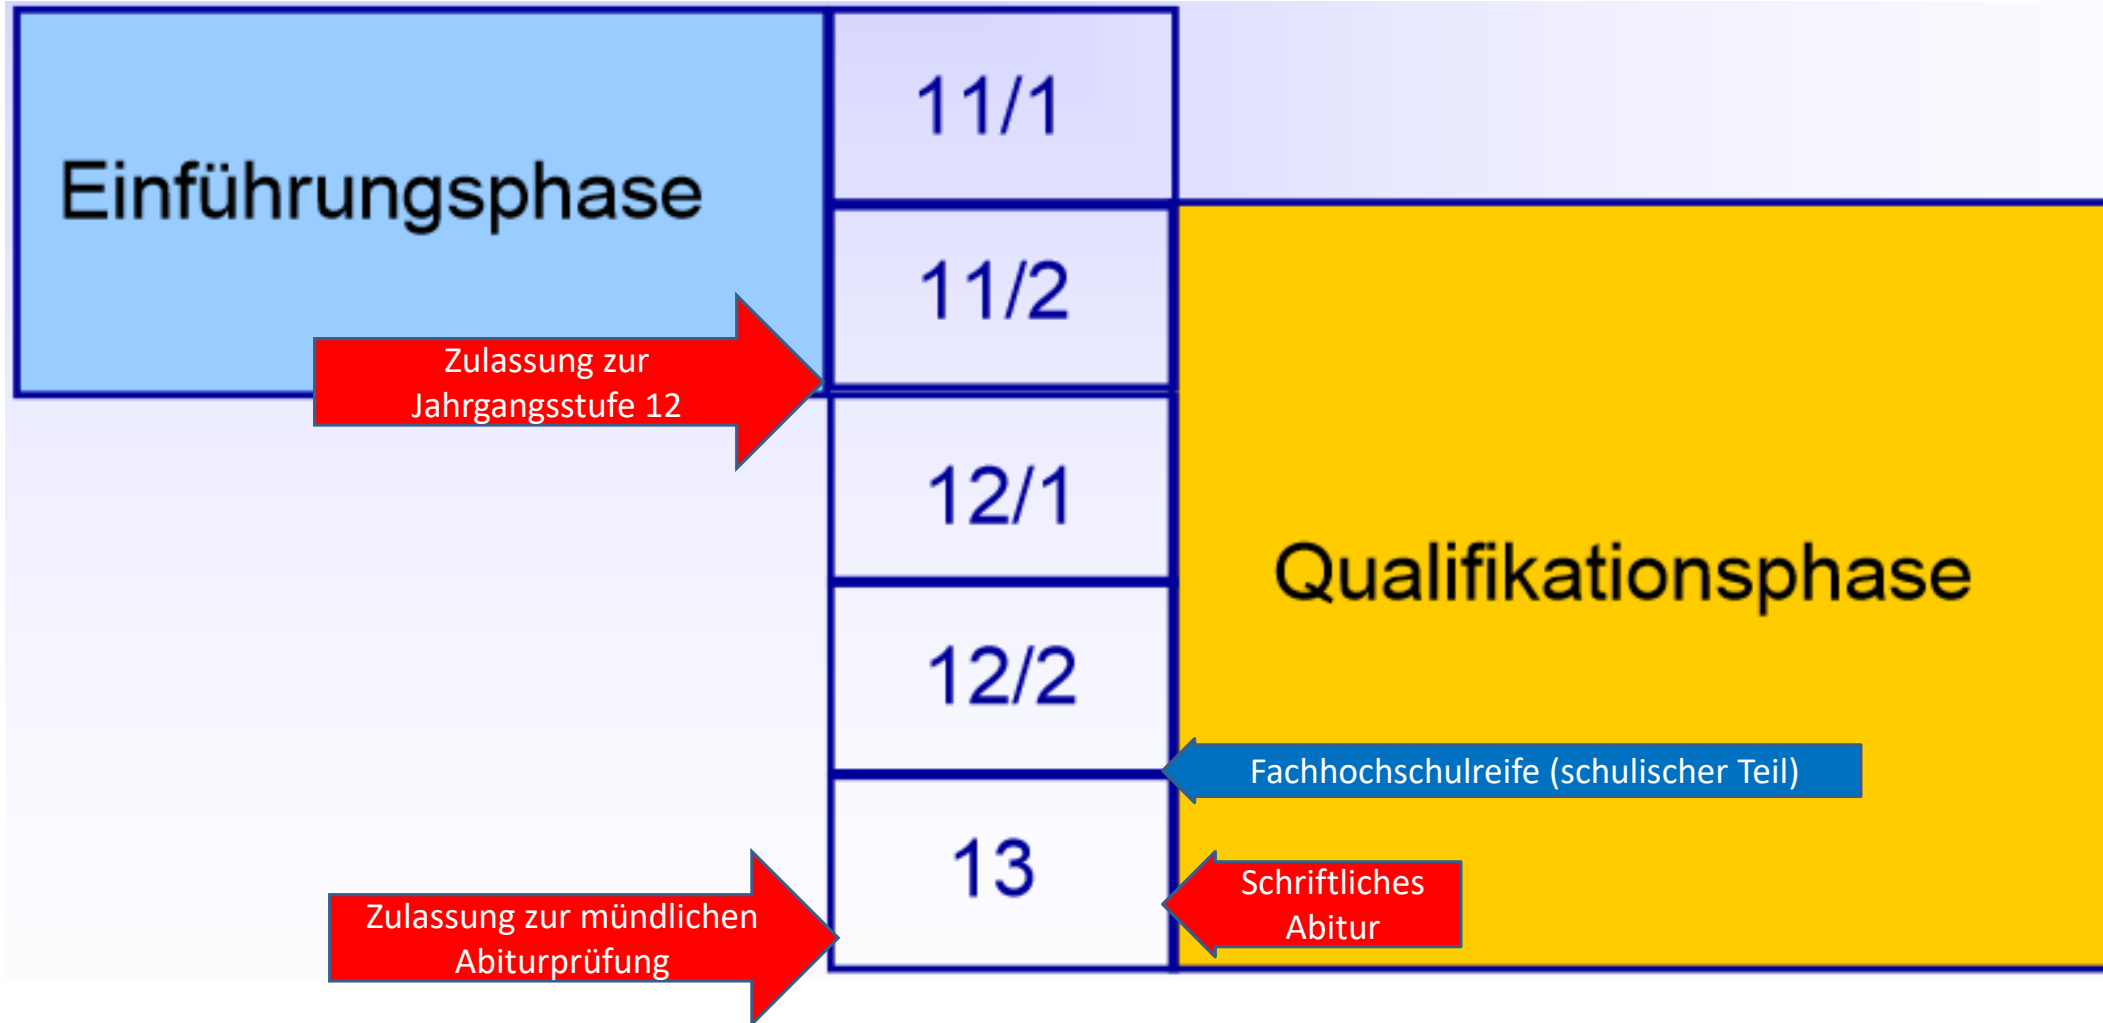 Einführungsphase
11/1
11/2
Zulassung zur
Jahrgangsstufe 12
12/1
Qualifikationsphase
12/2
Fachhochschulreife (schulischer Teil)
13
Schriftliches
Abitur
Zulassung zur mündlichen
Abiturprüfung